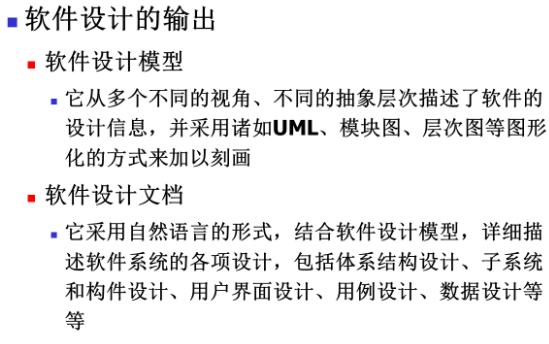 软件设计的输出
软件设计模型
它从多个不同的视角、不同的抽象层次描述了软件的
设计信息，并采用诸如UML、模块图、层次图等图形
化的方式来加以刻画
软件设计文档
它采用自然语言的形式，结合软件设计模型，详细描
述软件系统的各项设计，包括体系结构设计、子系统
和构件设计、用户界面设计、用例设计、数据设计等
等